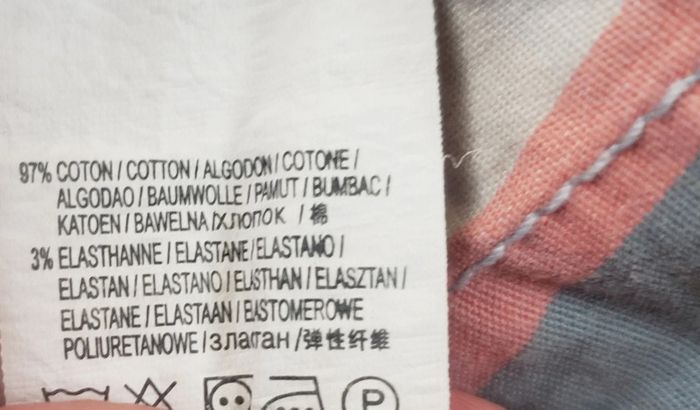 97% COTON / COTTON / ALGODON / COTONE /
ALGODAO / BAUMWOLLE / PAMUT / BUMBAC /
KATOEN / BAWELNA / ХЛОПОК / 棉
3% ELASTHANNE / ELASTANE / ELASTANO /
ELASTAN / ELASTANO / ELASTHAN / ELASZTAN /
ELASTANE / ELASTAAN / ELASTOMEROWE
POLIURETANOWE / эластан / 弹性纤维
P